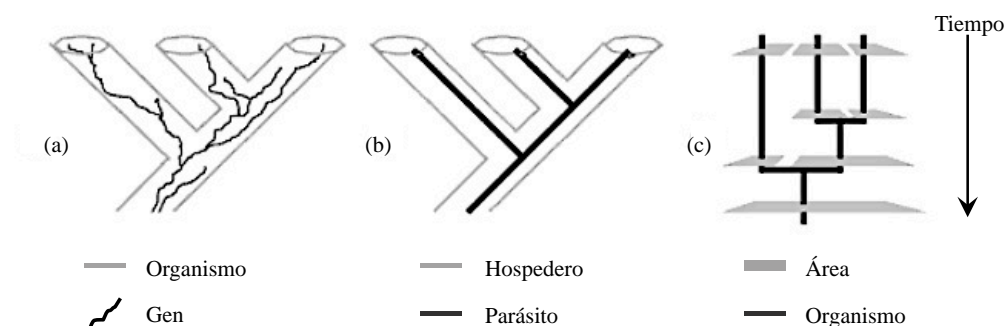 Tiempo
(a)
(b)
(c)
Organismo
Hospedero
Área
Gen
Parásito
Organismo